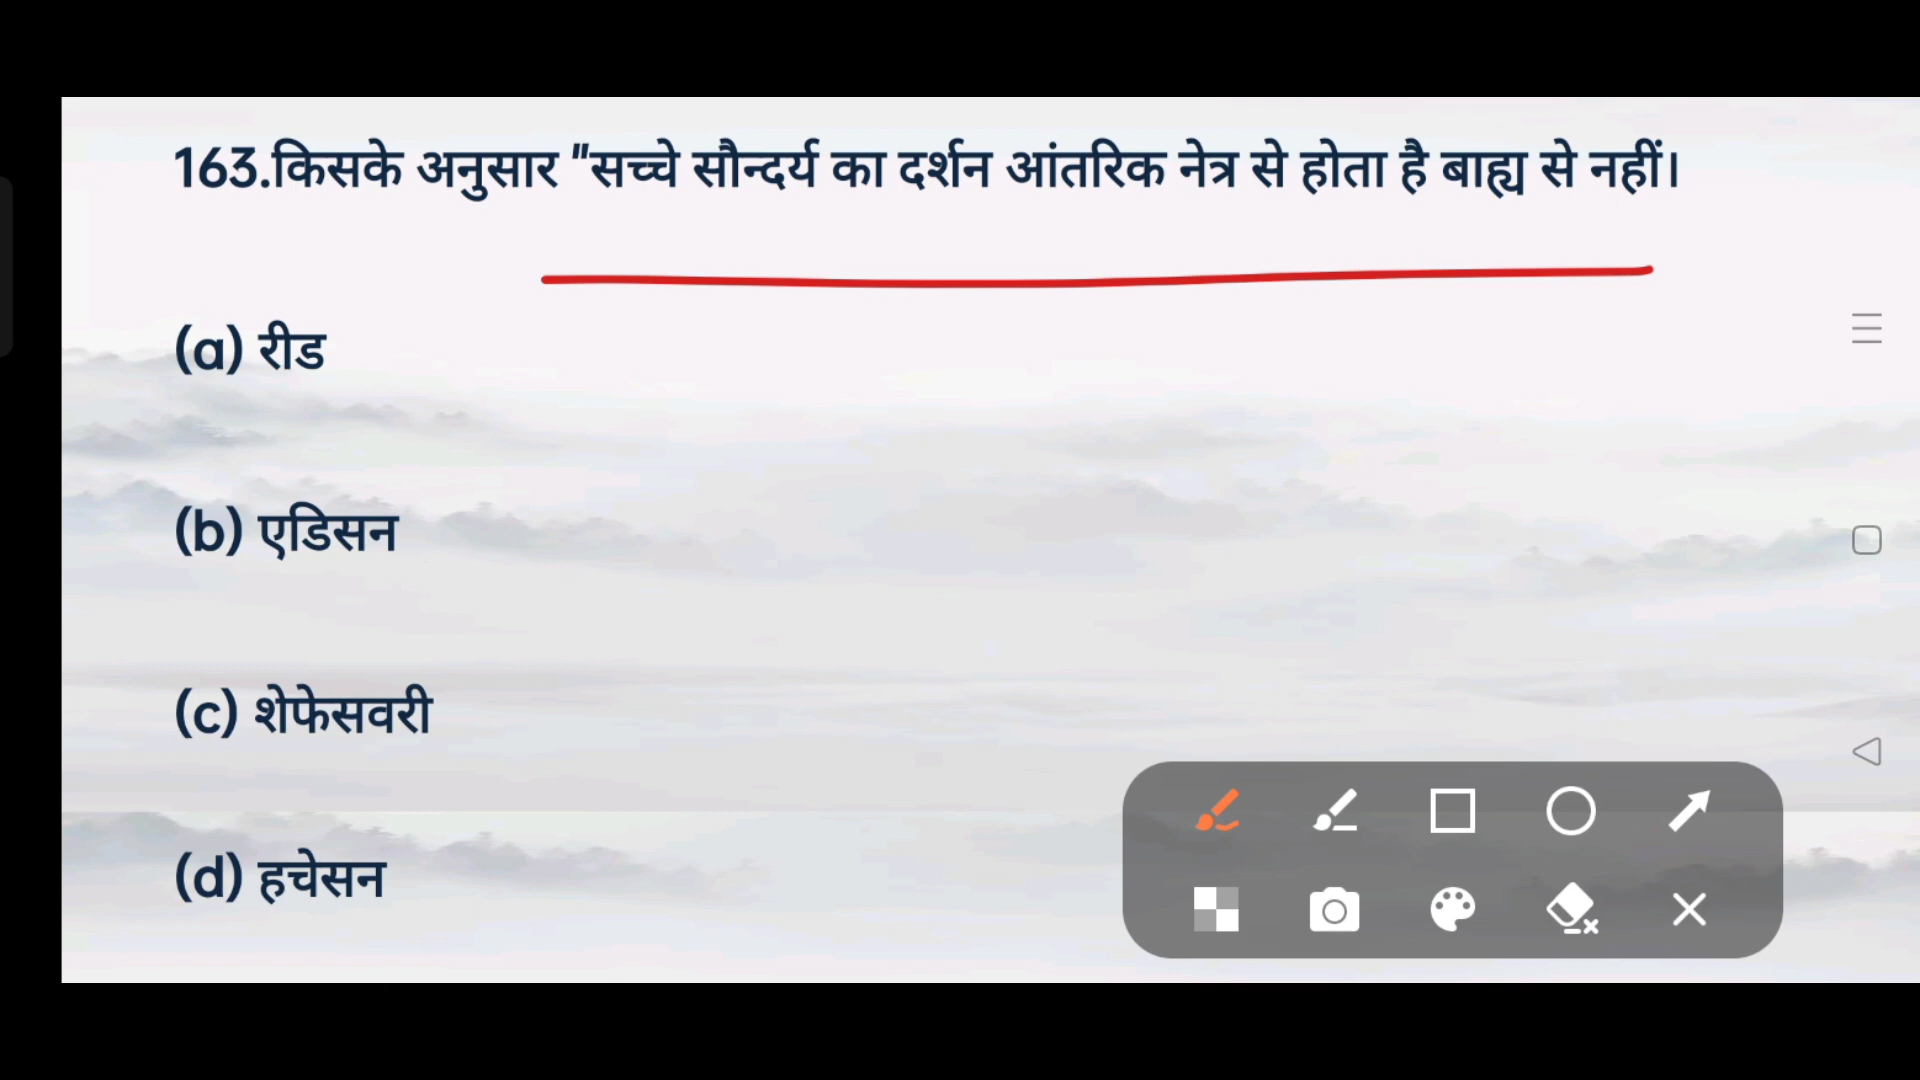 163.किसके अनुसार "सच्चे सौन्दर्य का दर्शन आंतरिक नेत्र से होता है बाह्य से नहीं।
(a) रीड
(b) एडिसन
(c) शेफेसवरी
(d) हचेसन